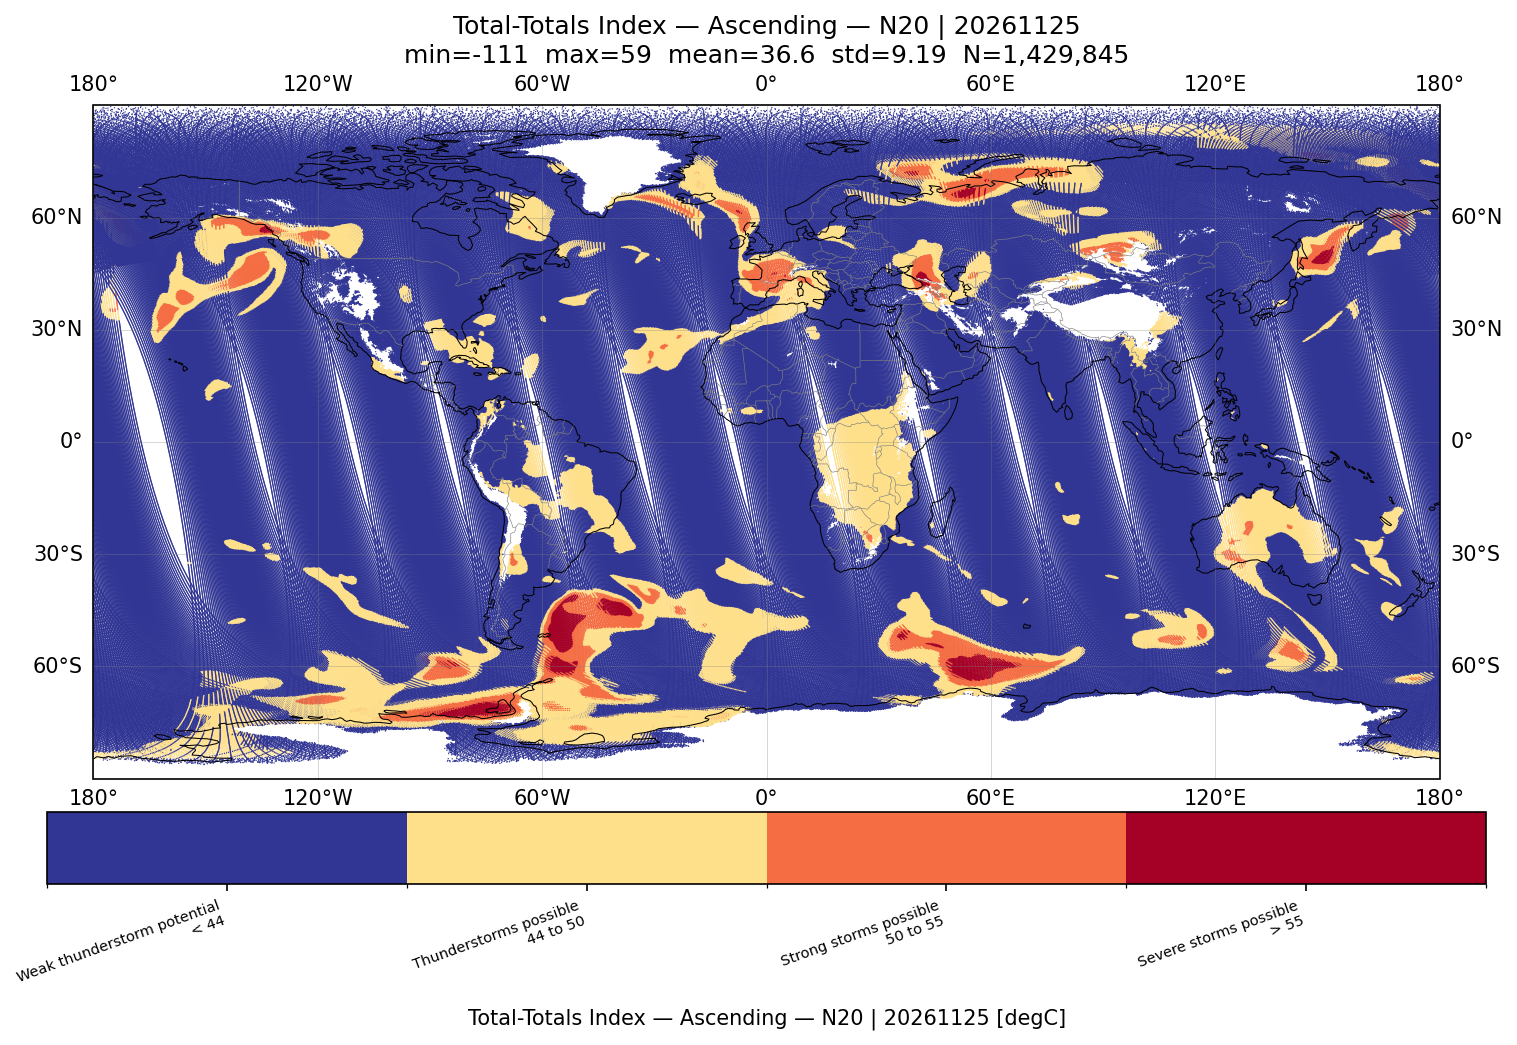 Total-Totals Index — Ascending — N20 | 20261125
min=-111  max=59  mean=36.6  std=9.19  N=1,429,845
180° 120°W 60°W 0° 60°E 120°E 180°
60°N 60°N
30°N 30°N
0° 0°
30°S 30°S
60°S 60°S
180° 120°W 60°W 0° 60°E 120°E 180°
Weak thunderstorm potential
< 44
Thunderstorms possible
44 to 50
Strong storms possible
50 to 55
Severe storms possible
> 55
Total-Totals Index — Ascending — N20 | 20261125 [degC]